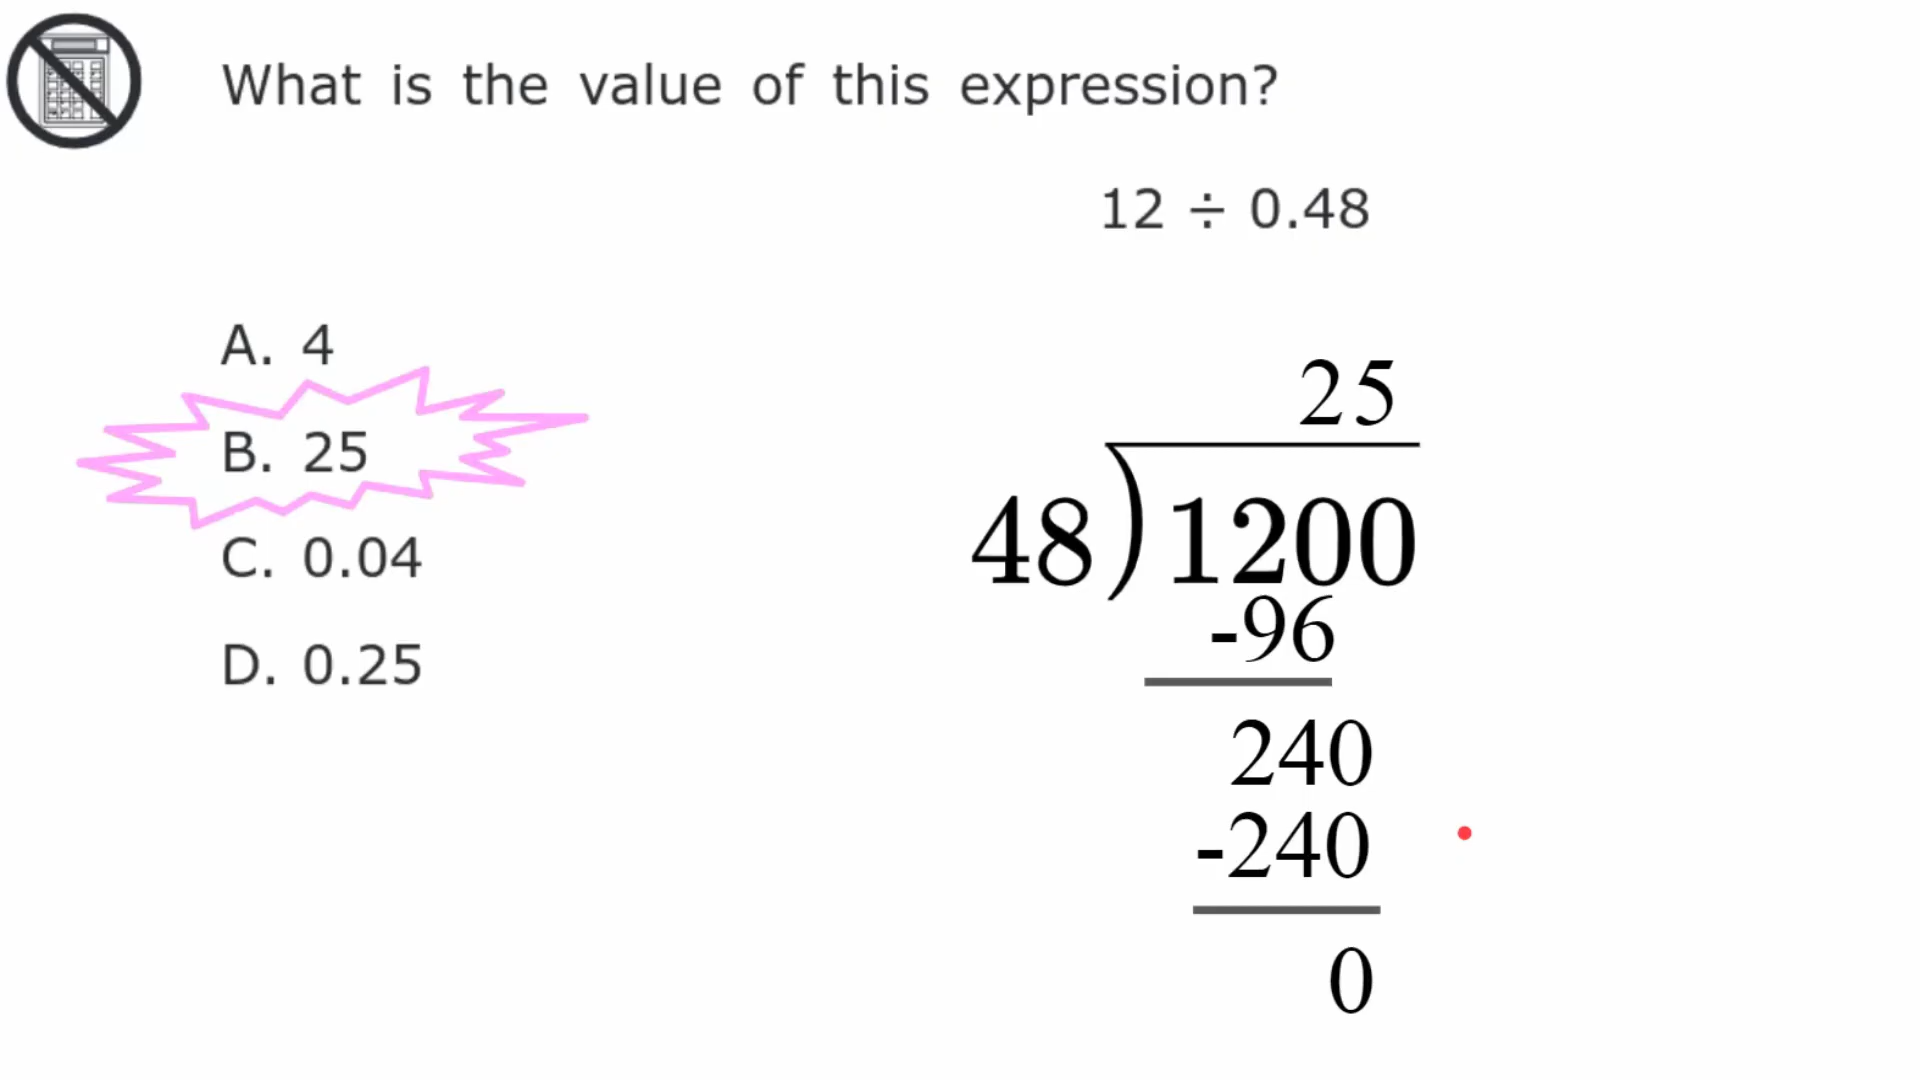 What is the value of this expression?
12 ÷ 0.48
A. 4
B. 25
C. 0.04
D. 0.25
25
48)1200
-96
240
-240
0